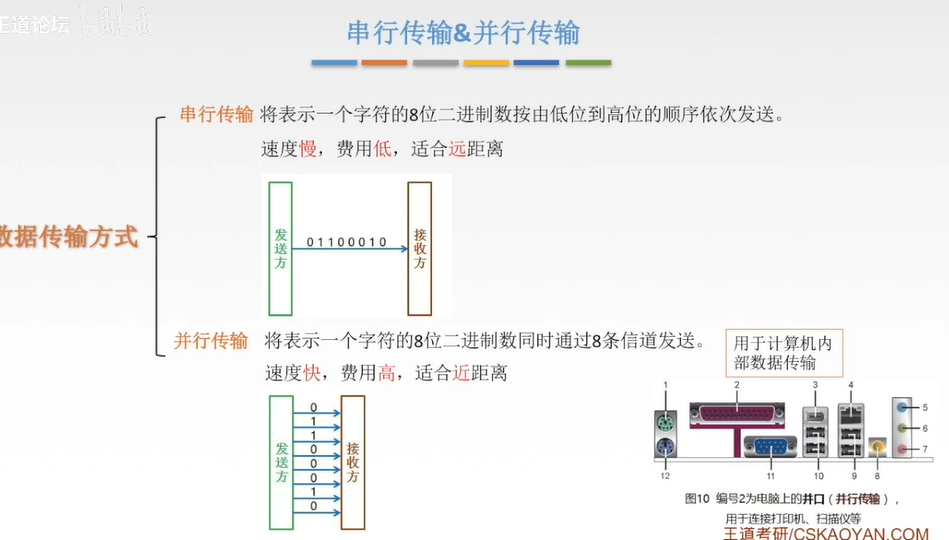 王道论坛
串行传输&并行传输
串行传输 将表示一个字符的8位二进制数按由低位到高位的顺序依次发送。
速度慢，费用低，适合远距离
发送方
0 1 1 0 0 0 1 0
接收方
数据传输方式
并行传输 将表示一个字符的8位二进制数同时通过8条信道发送。
速度快，费用高，适合近距离
用于计算机内
部数据传输
发送方
0
1
1
0
0
0
1
0
接收方
1 2 3 4
5
6
7
12 11 10 9 8
图10 编号2为电脑上的并口（并行传输），
用于连接打印机、扫描仪等
王道考研/CSKAOYAN.COM